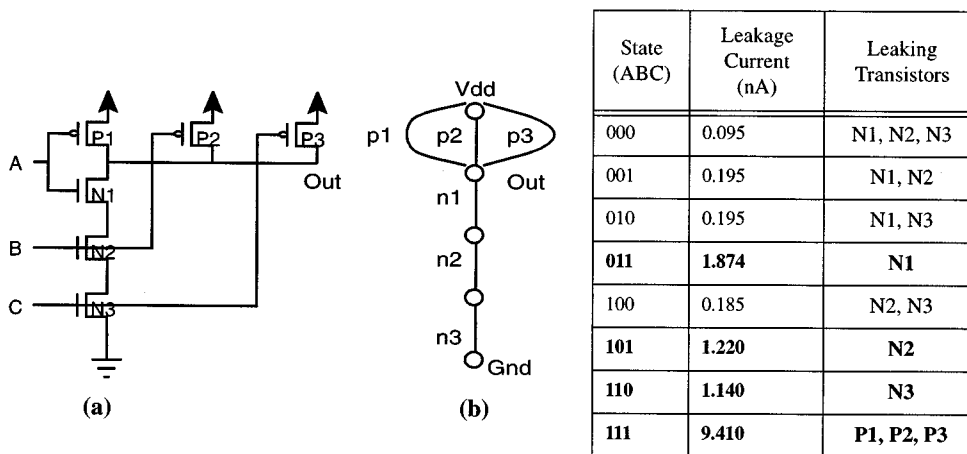 A
B
C
P1
P2
P3
N1
N2
N3
Out
(a)
Vdd
p1
p2
p3
Out
n1
n2
n3
Gnd
(b)
State (ABC) Leakage Current (nA) Leaking Transistors
000 0.095 N1, N2, N3
001 0.195 N1, N2
010 0.195 N1, N3
011 1.874 N1
100 0.185 N2, N3
101 1.220 N2
110 1.140 N3
111 9.410 P1, P2, P3